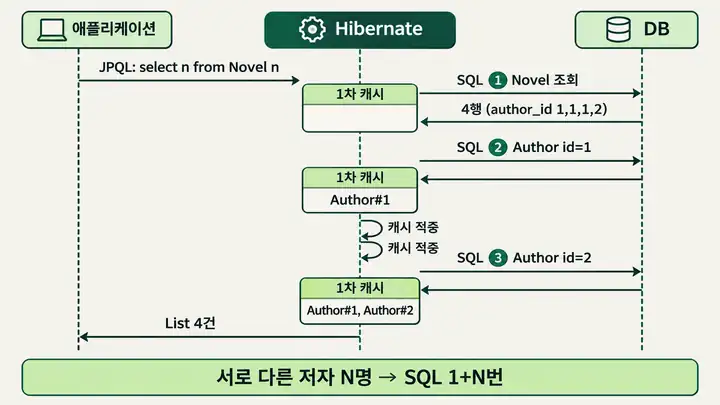 애플리케이션
Hibernate
DB
JPQL: select n from Novel n
SQL 1 Novel 조회
1차 캐시
4행 (author_id 1,1,1,2)
SQL 2 Author id=1
1차 캐시
Author#1
캐시 적중
캐시 적중
SQL 3 Author id=2
1차 캐시
Author#1, Author#2
List 4건
서로 다른 저자 N명 → SQL 1+N번